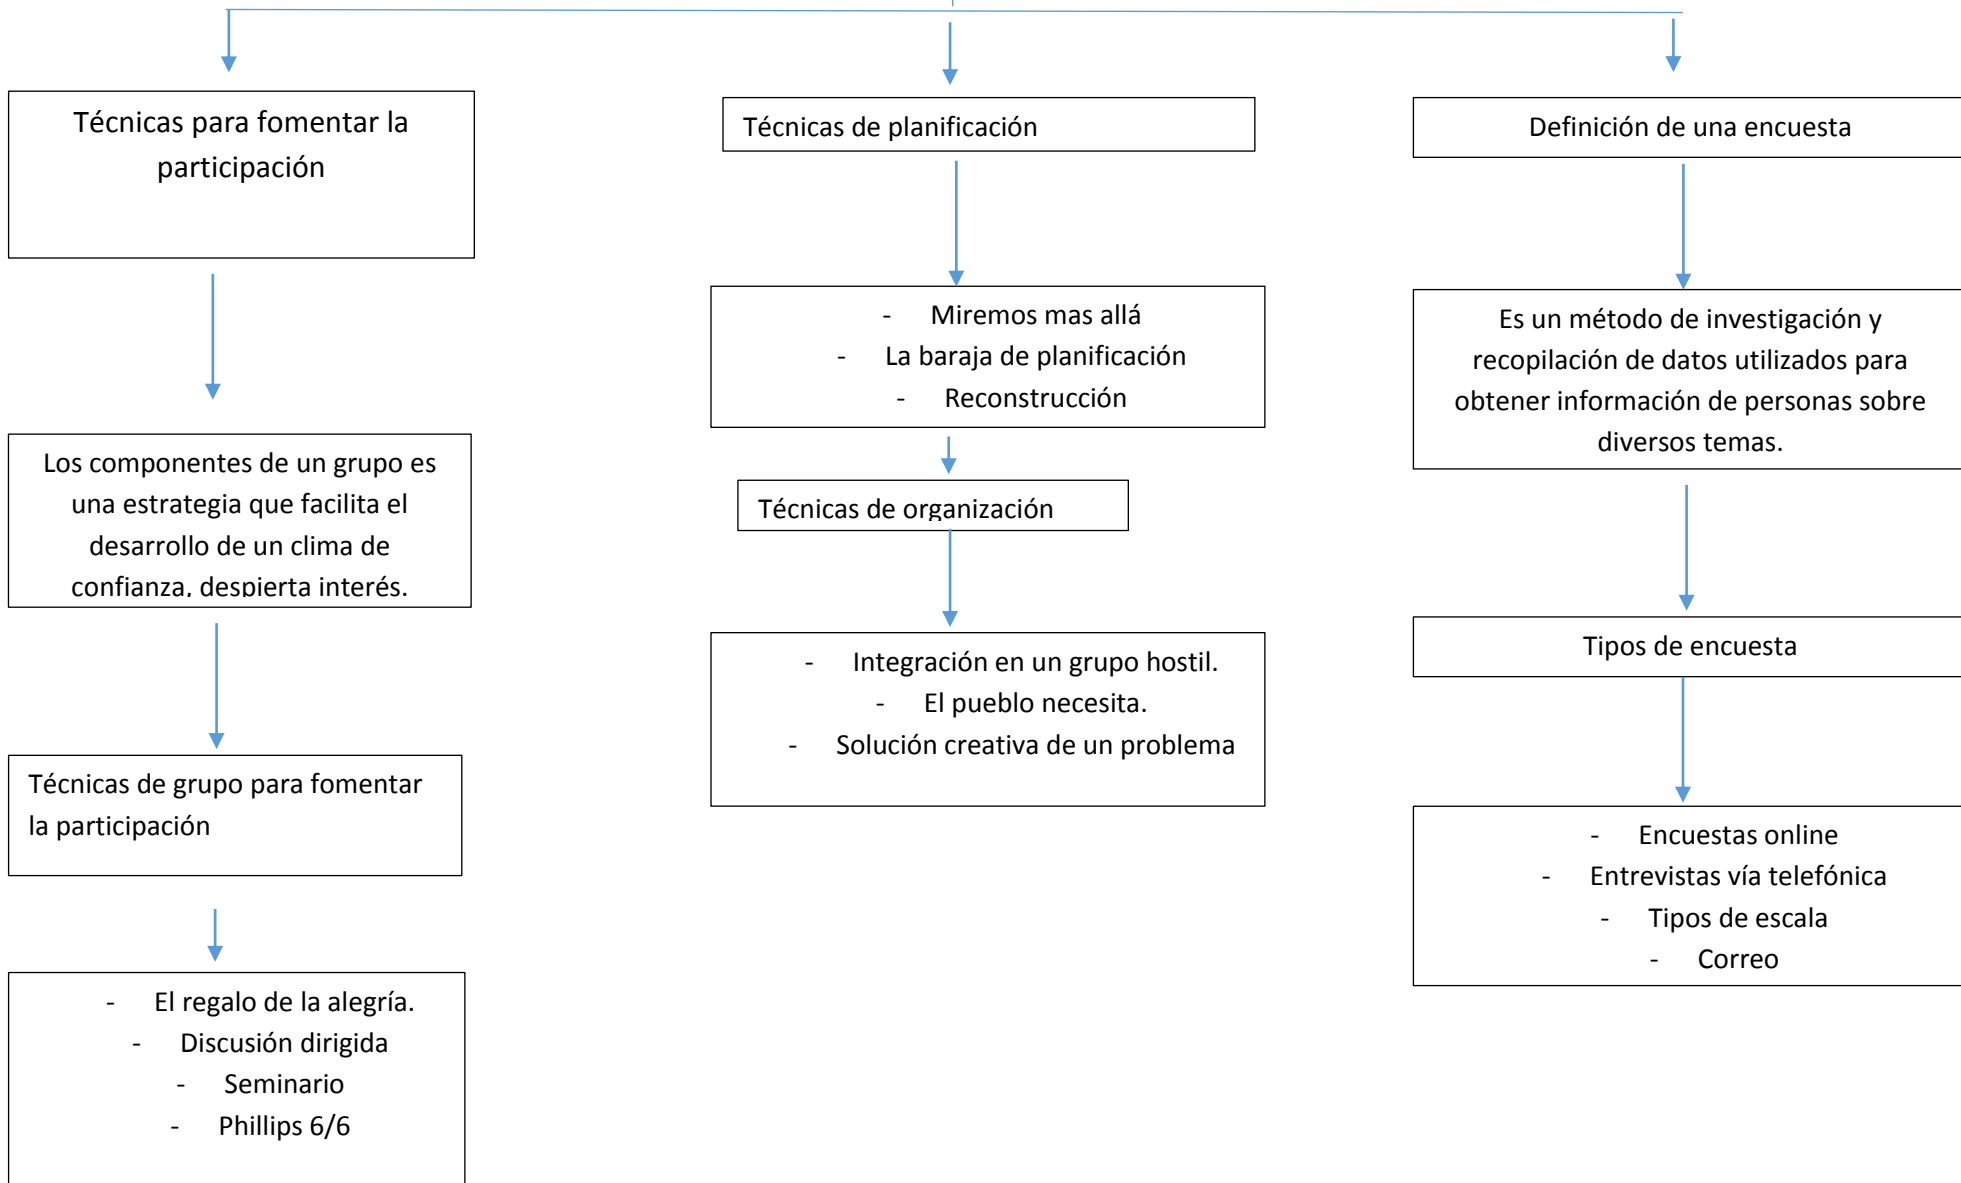 Técnicas para fomentar la
participación
Los componentes de un grupo es
una estrategia que facilita el
desarrollo de un clima de
confianza, despierta interés.
Técnicas de grupo para fomentar
la participación
- El regalo de la alegría.
- Discusión dirigida
- Seminario
- Phillips 6/6
Técnicas de planificación
- Miremos mas allá
- La baraja de planificación
- Reconstrucción
Técnicas de organización
- Integración en un grupo hostil.
- El pueblo necesita.
- Solución creativa de un problema
Definición de una encuesta
Es un método de investigación y
recopilación de datos utilizados para
obtener información de personas sobre
diversos temas.
Tipos de encuesta
- Encuestas online
- Entrevistas vía telefónica
- Tipos de escala
- Correo